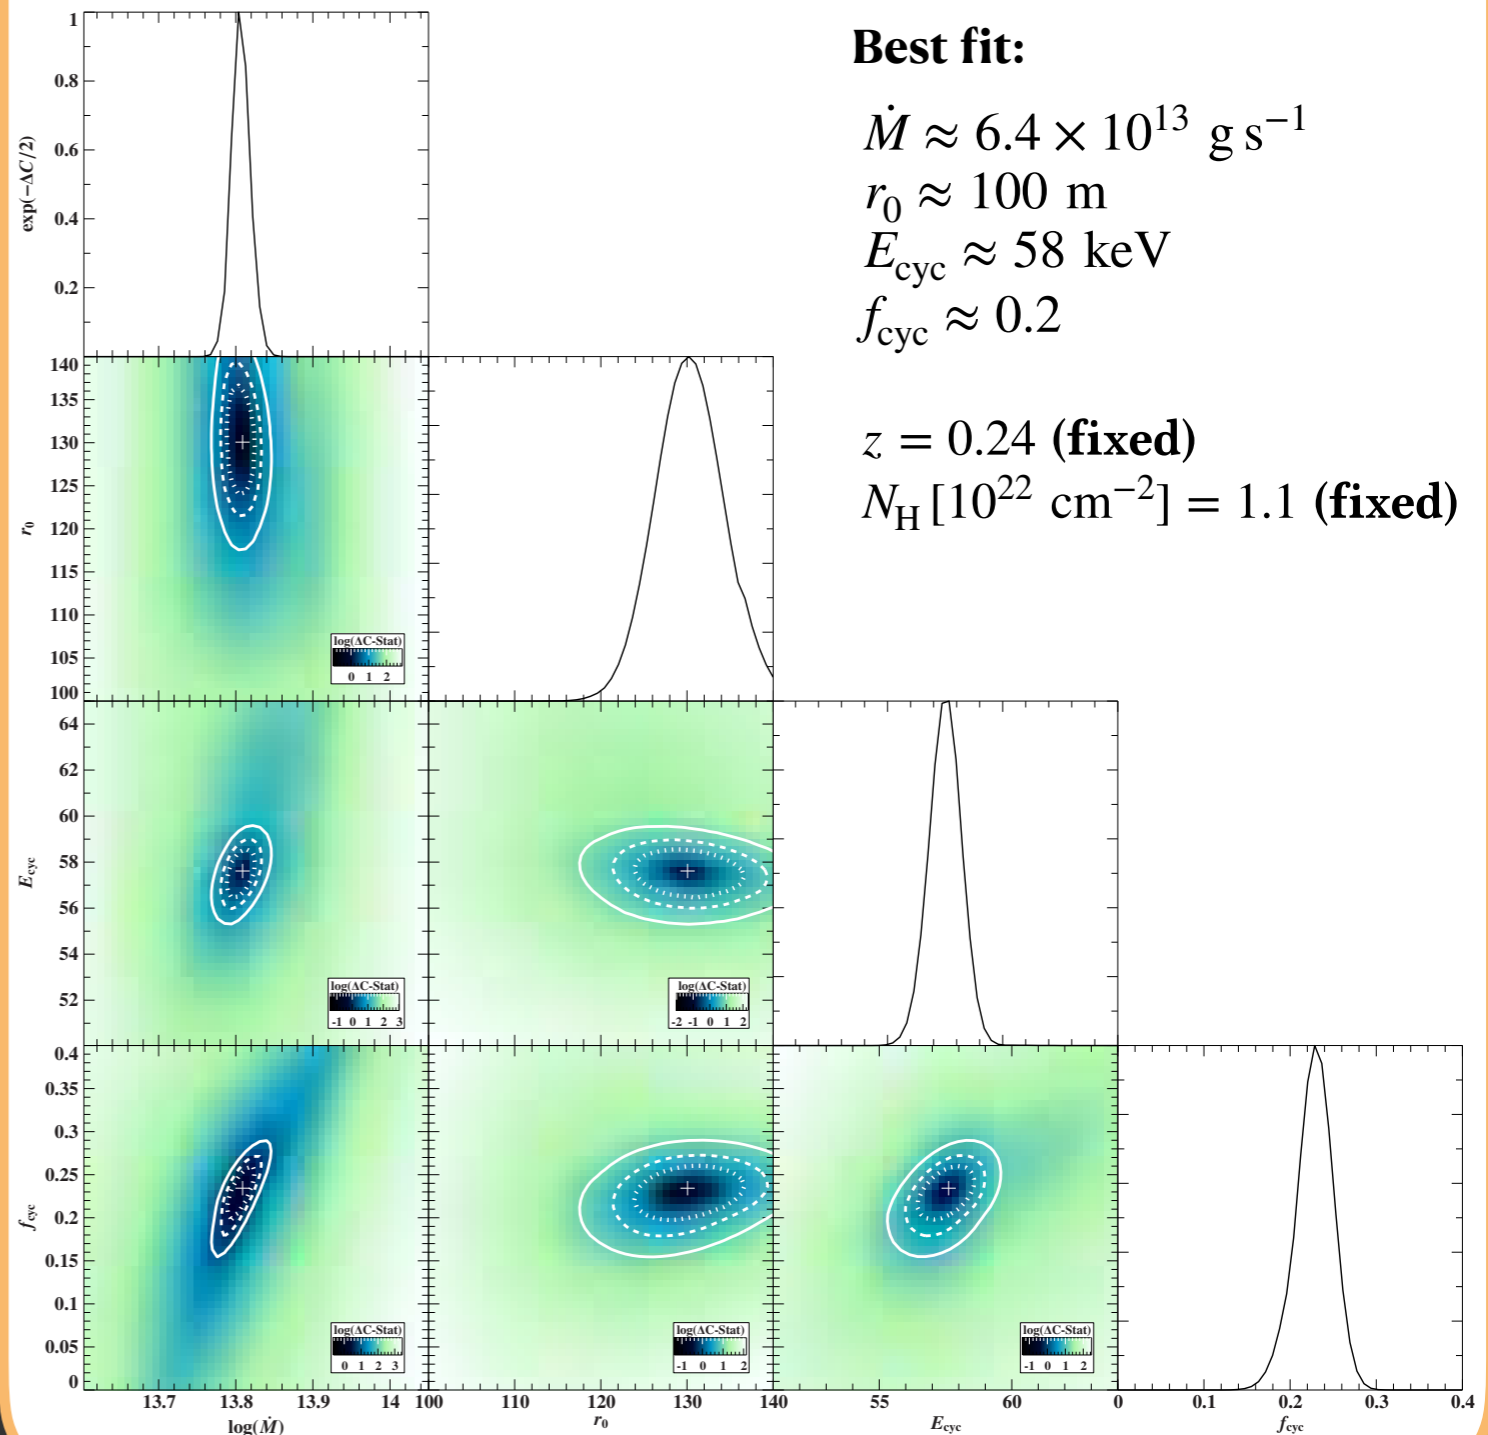 Best fit:
Ṁ ≈ 6.4 × 10¹³ g s⁻¹
r₀ ≈ 100 m
E_cyc ≈ 58 keV
f_cyc ≈ 0.2
z = 0.24 (fixed)
N_H [10²² cm⁻²] = 1.1 (fixed)
1
0.8
0.6
0.4
0.2
exp(−ΔC/2)
140
135
130
125
120
115
110
105
100
r₀
log(ΔC-Stat)
0 1 2
64
62
60
58
56
54
52
E_cyc
log(ΔC-Stat)
-1 0 1 2 3
log(ΔC-Stat)
-2 -1 0 1 2
0.4
0.35
0.3
0.25
0.2
0.15
0.1
0.05
0
f_cyc
log(ΔC-Stat)
0 1 2 3
log(ΔC-Stat)
-1 0 1 2
log(ΔC-Stat)
-1 0 1 2
13.7 13.8 13.9 14 100 110 120 130 140 55 60 0 0.1 0.2 0.3 0.4
log(Ṁ) r₀ E_cyc f_cyc